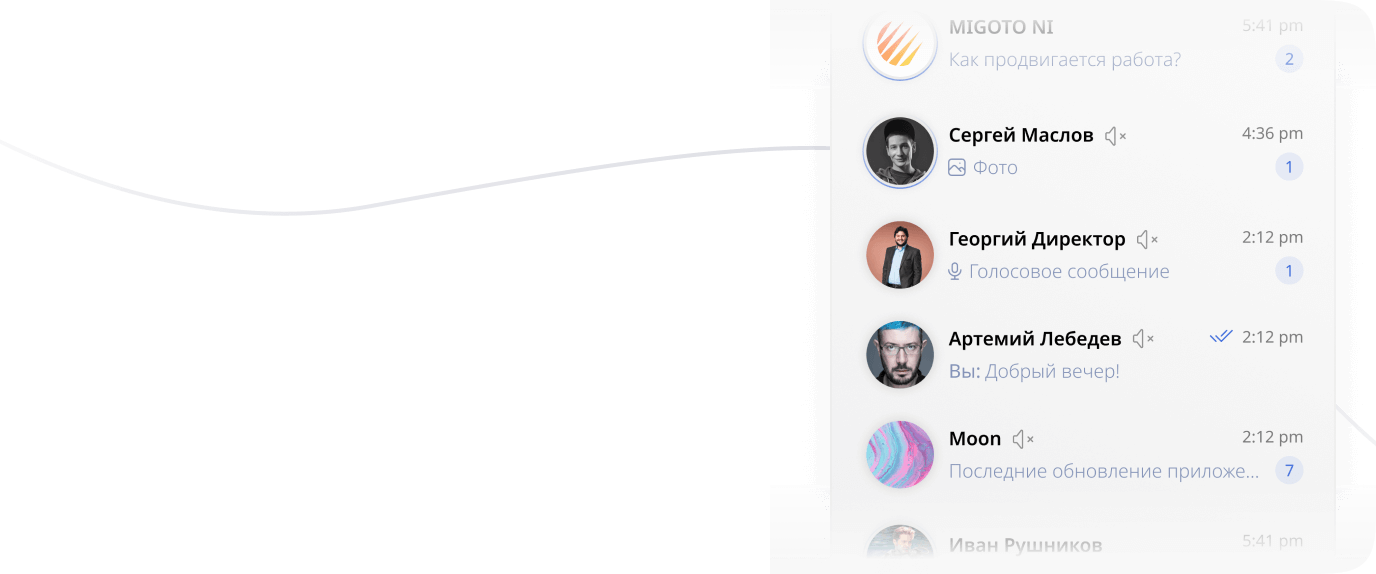 MIGOTO NI 5:41 pm
Как продвигается работа? 2
Сергей Маслов 4:36 pm
Фото 1
Георгий Директор 2:12 pm
Голосовое сообщение 1
Артемий Лебедев 2:12 pm
Вы: Добрый вечер!
Moon 2:12 pm
Последние обновление приложе... 7
Иван Рушников 5:41 pm